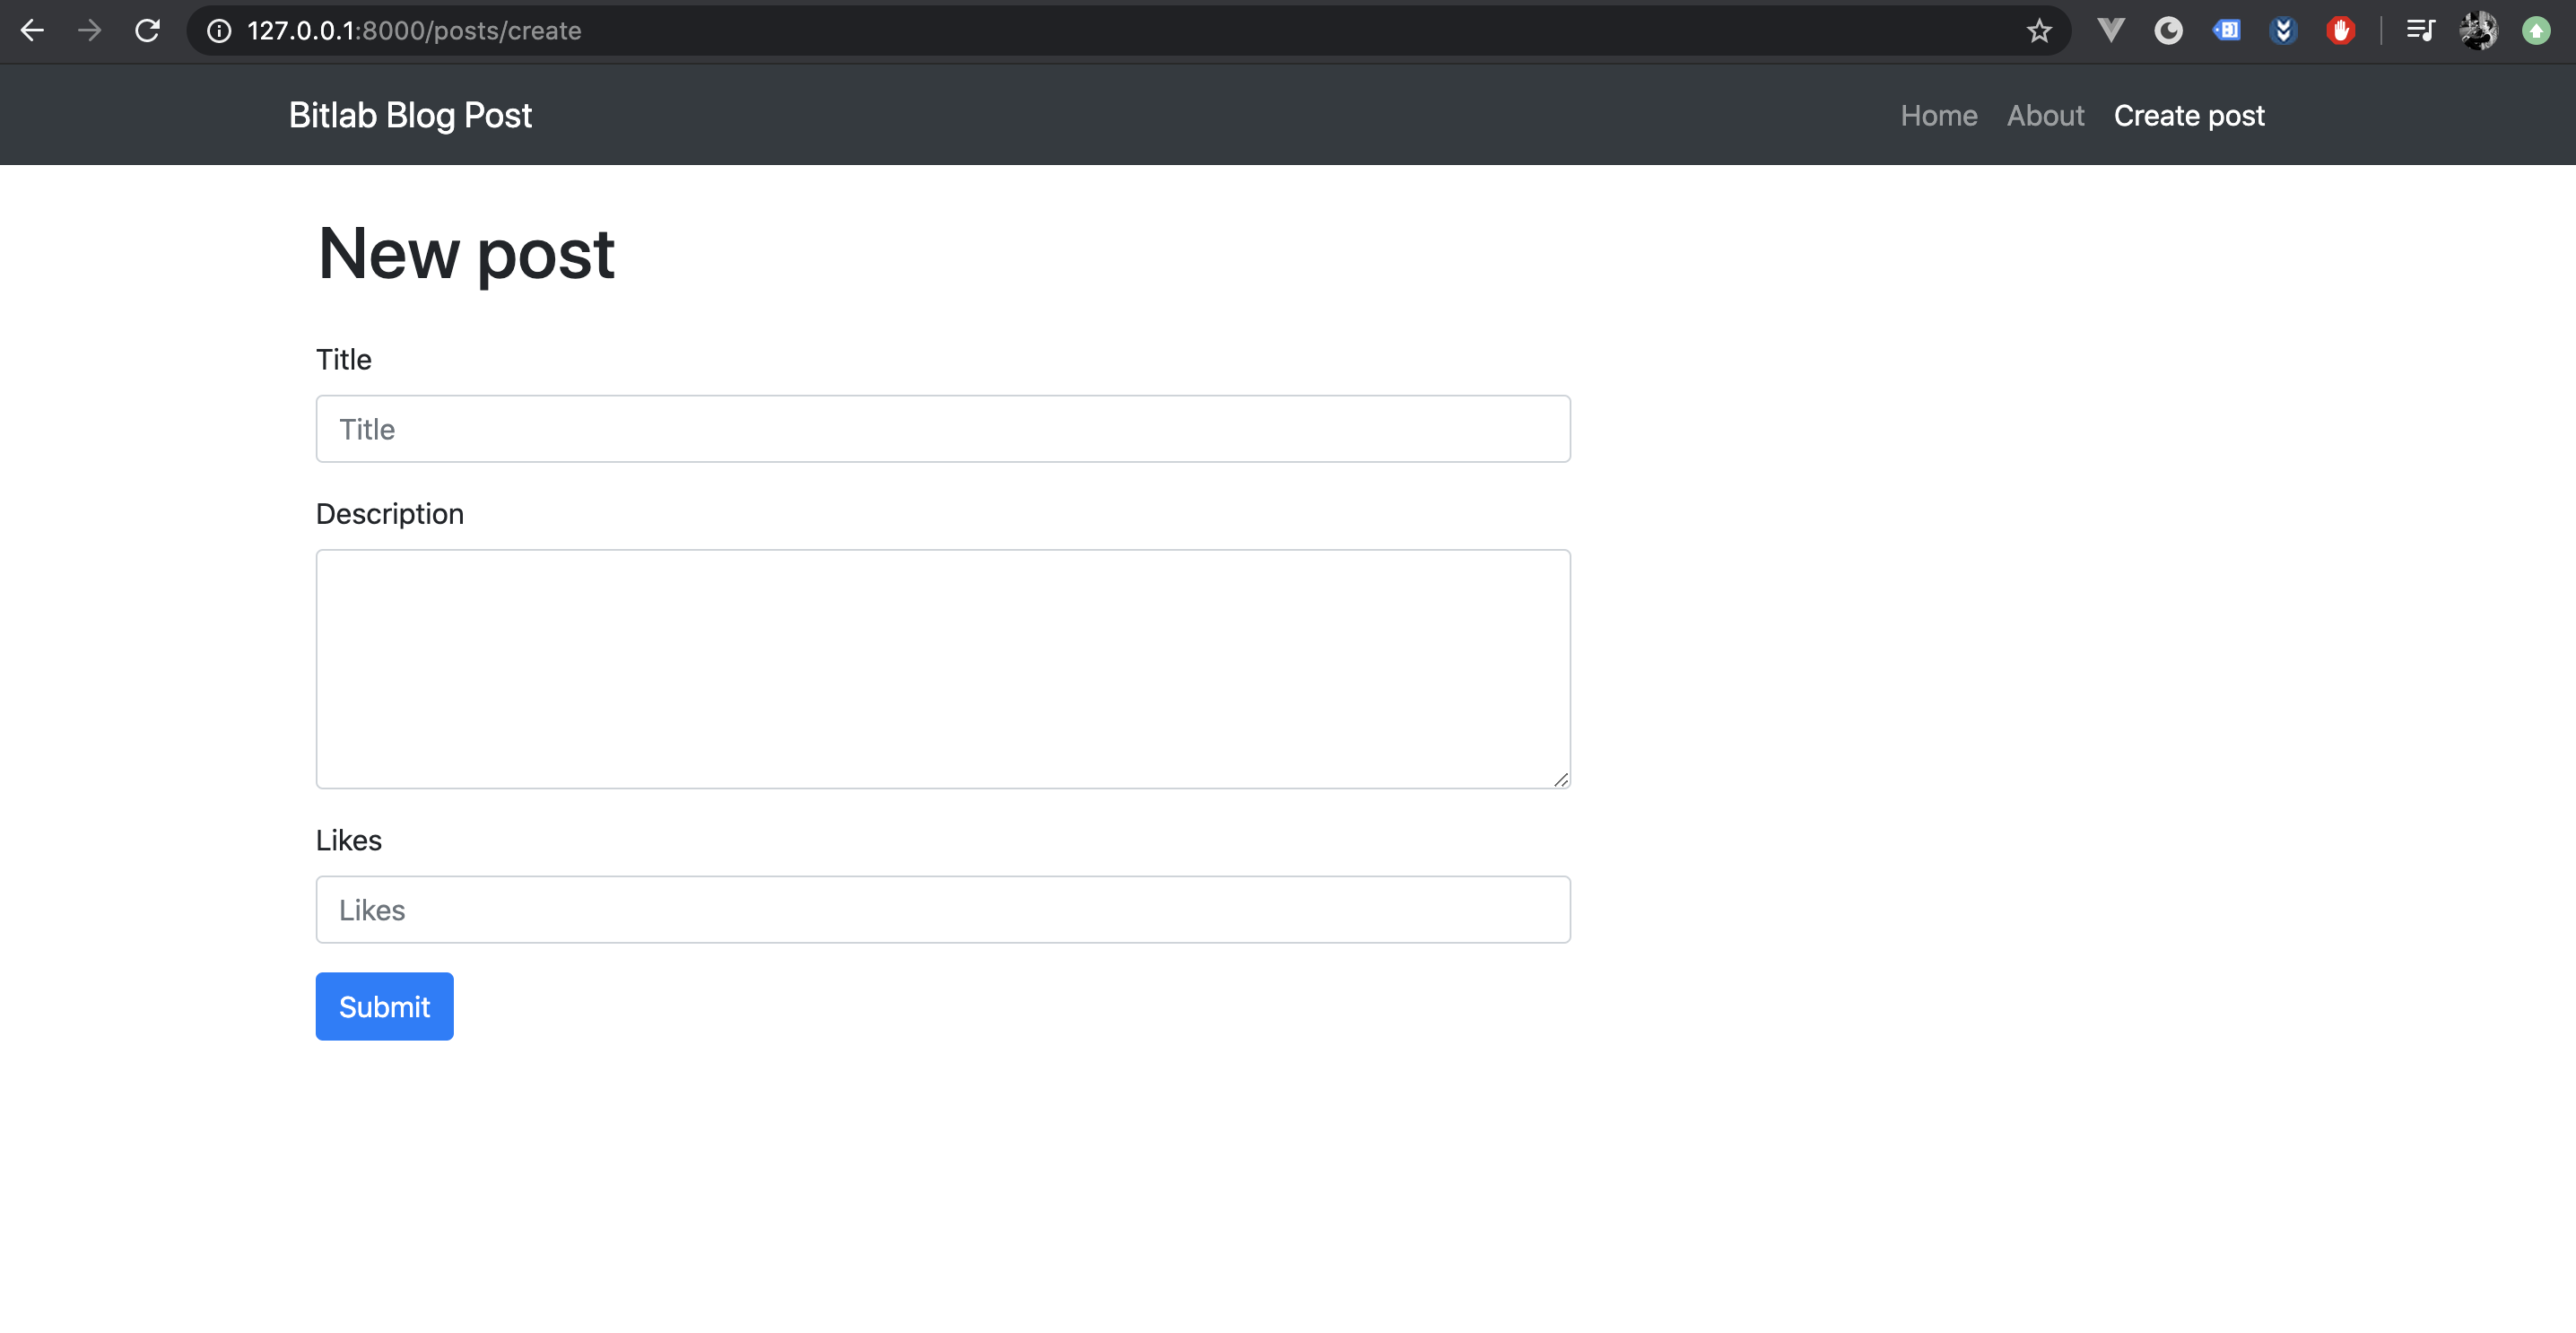 127.0.0.1:8000/posts/create
Bitlab Blog Post
Home About Create post
New post
Title
Title
Description
Likes
Likes
Submit